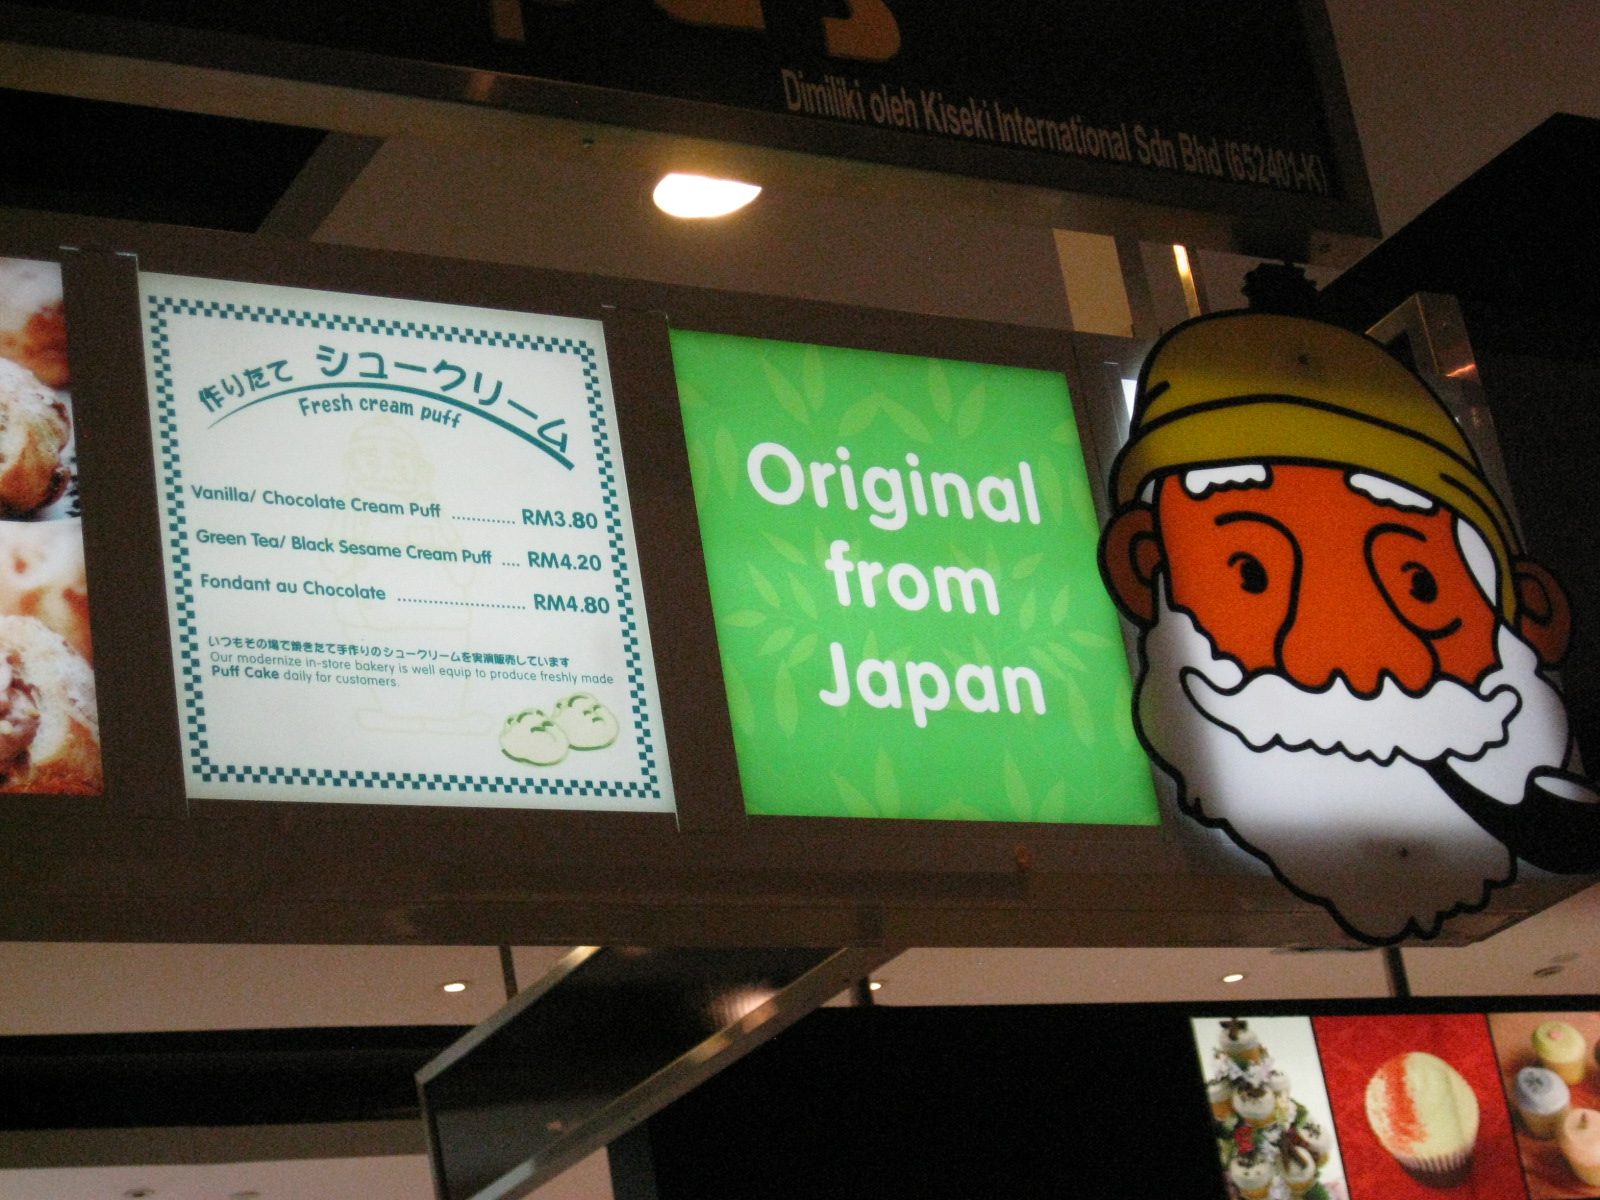 Dimiliki oleh Kiseki International Sdn Bhd (652401-K)
作りたて シュークリーム
Fresh cream puff
Vanilla/ Chocolate Cream Puff ............. RM3.80
Green Tea/ Black Sesame Cream Puff .... RM4.20
Fondant au Chocolate .......................... RM4.80
いつもその場で焼きたて手作りのシュークリームを実演販売しています
Our modernize in-store bakery is well equip to produce freshly made
Puff Cake daily for customers.
Original
from
Japan